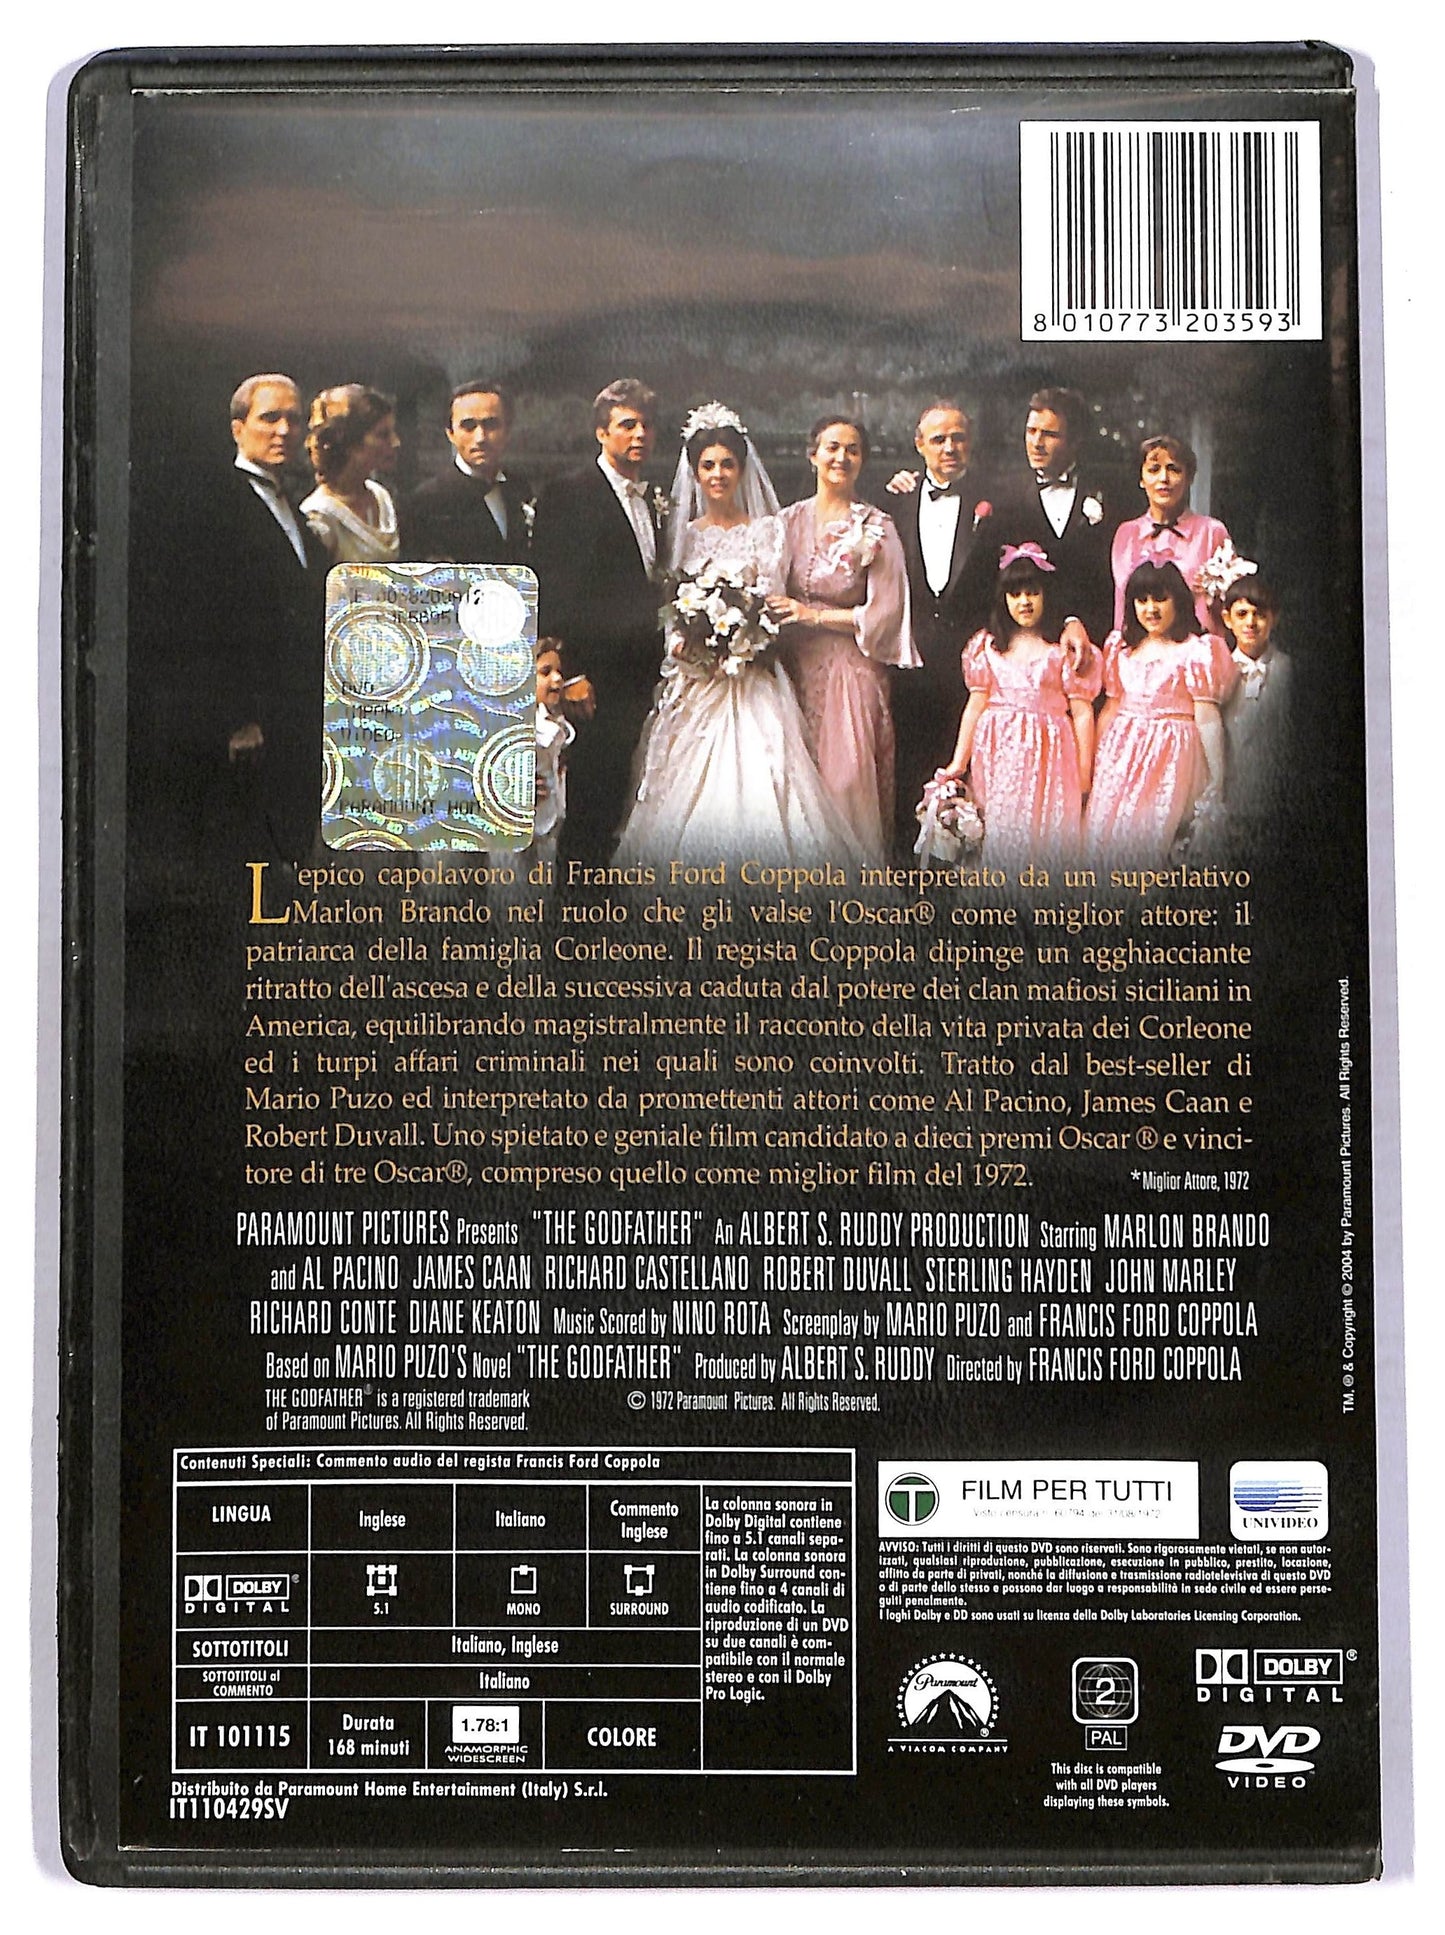 8 010773 203593
DVD
VIDEO
PARAMOUNT HOM
L'epico capolavoro di Francis Ford Coppola interpretato da un superlativo
Marlon Brando nel ruolo che gli valse l'Oscar® come miglior attore: il
patriarca della famiglia Corleone. Il regista Coppola dipinge un agghiacciante
ritratto dell'ascesa e della successiva caduta dal potere dei clan mafiosi siciliani in
America, equilibrando magistralmente il racconto della vita privata dei Corleone
ed i turpi affari criminali nei quali sono coinvolti. Tratto dal best-seller di
Mario Puzo ed interpretato da promettenti attori come Al Pacino, James Caan e
Robert Duvall. Uno spietato e geniale film candidato a dieci premi Oscar ® e vinci-
tore di tre Oscar®, compreso quello come miglior film del 1972.
*Miglior Attore, 1972
PARAMOUNT PICTURES Presents "THE GODFATHER" An ALBERT S. RUDDY PRODUCTION Starring MARLON BRANDO
and AL PACINO JAMES CAAN RICHARD CASTELLANO ROBERT DUVALL STERLING HAYDEN JOHN MARLEY
RICHARD CONTE DIANE KEATON Music Scored by NINO ROTA Screenplay by MARIO PUZO and FRANCIS FORD COPPOLA
Based on MARIO PUZO'S Novel "THE GODFATHER" Produced by ALBERT S. RUDDY Directed by FRANCIS FORD COPPOLA
THE GODFATHER® is a registered trademark
of Paramount Pictures. All Rights Reserved.
© 1972 Paramount Pictures. All Rights Reserved.
TM, ® & Copyright © 2004 by Paramount Pictures. All Rights Reserved.
Contenuti Speciali: Commento audio del regista Francis Ford Coppola
LINGUA
Inglese
Italiano
Commento
Inglese
DOLBY®
DIGITAL
5.1
MONO
SURROUND
SOTTOTITOLI
Italiano, Inglese
SOTTOTITOLI al
COMMENTO
Italiano
IT 101115
Durata
168 minuti
1.78:1
ANAMORPHIC
WIDESCREEN
COLORE
La colonna sonora in
Dolby Digital contiene
fino a 5.1 canali sepa-
rati. La colonna sonora
in Dolby Surround con-
tiene fino a 4 canali di
audio codificato. La
riproduzione di un DVD
su due canali è com-
patibile con il normale
stereo e con il Dolby
Pro Logic.
Distribuito da Paramount Home Entertainment (Italy) S.r.l.
IT110429SV
T FILM PER TUTTI
Visto censura n. 60794 del 31/08/1972
UNIVIDEO
AVVISO: Tutti i diritti di questo DVD sono riservati. Sono rigorosamente vietati, se non autor-
izzati, qualsiasi riproduzione, pubblicazione, esecuzione in pubblico, prestito, locazione,
affitto da parte di privati, nonché la diffusione e trasmissione radiotelevisiva di questo DVD
o di parte dello stesso e possono dar luogo a responsabilità in sede civile ed essere perse-
guiti penalmente.
I loghi Dolby e DD sono usati su licenza della Dolby Laboratories Licensing Corporation.
Paramount®
A VIACOM COMPANY
2
PAL
This disc is compatible
with all DVD players
displaying these symbols.
DOLBY®
DIGITAL
DVD
VIDEO